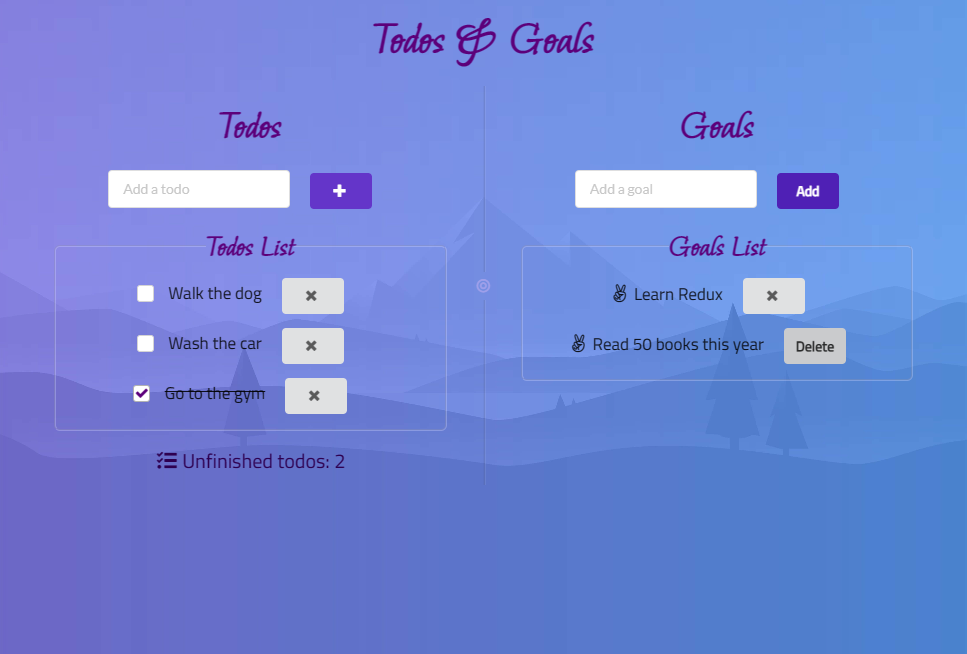 Todos & Goals
Todos
Add a todo
Todos List
Walk the dog
Wash the car
Go to the gym
Unfinished todos: 2
Goals
Add a goal
Add
Goals List
Learn Redux
Read 50 books this year
Delete